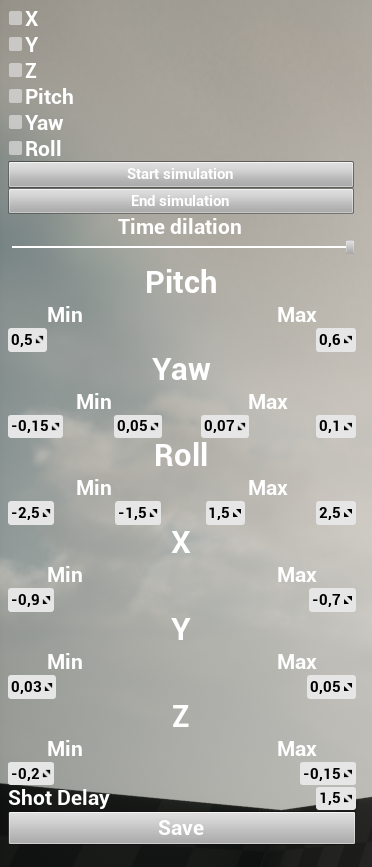 X
Y
Z
Pitch
Yaw
Roll
Start simulation
End simulation
Time dilation
Pitch
Min Max
0,5 0,6
Yaw
Min Max
-0,15 0,05 0,07 0,1
Roll
Min Max
-2,5 -1,5 1,5 2,5
X
Min Max
-0,9 -0,7
Y
Min Max
0,03 0,05
Z
Min Max
-0,2 -0,15
Shot Delay 1,5
Save